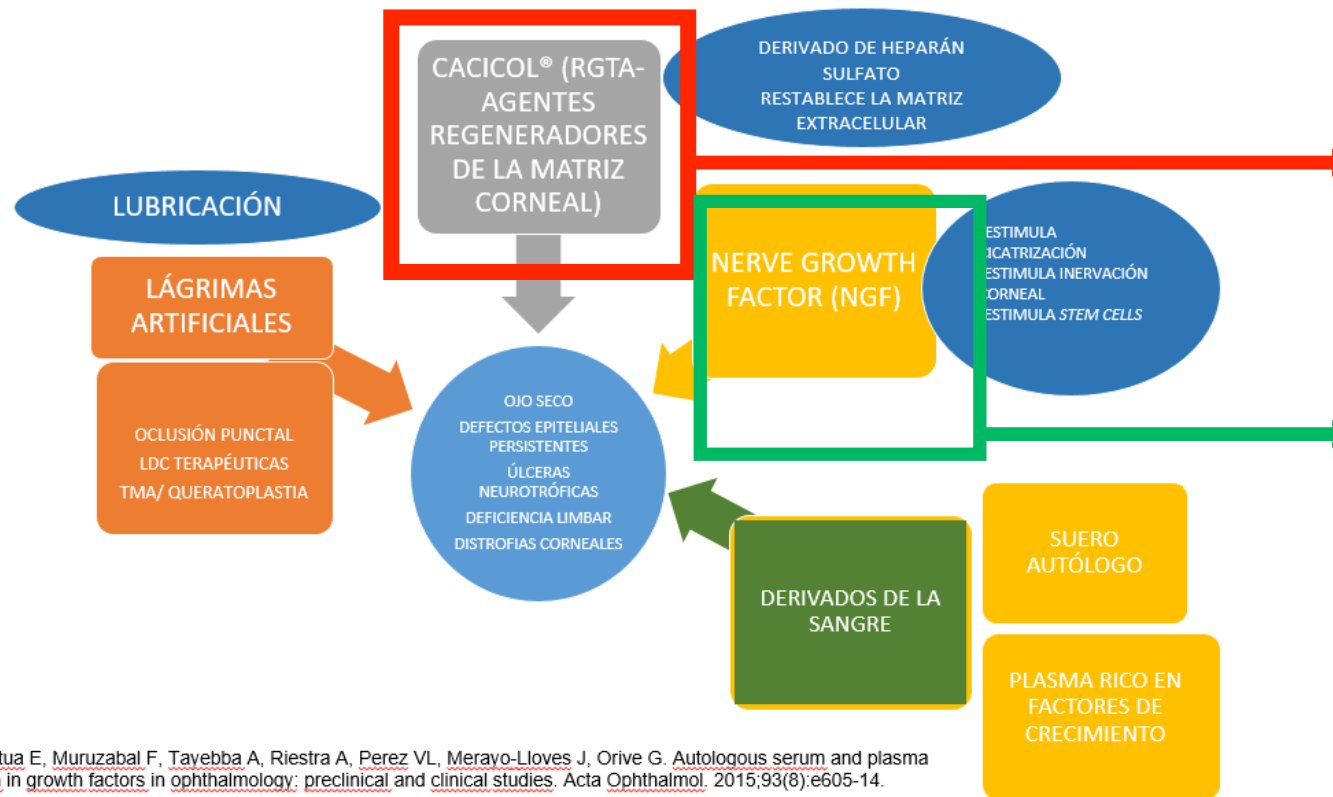 CACICOL® (RGTA-
AGENTES
REGENERADORES
DE LA MATRIZ
CORNEAL)
DERIVADO DE HEPARÁN
SULFATO
RESTABLECE LA MATRIZ
EXTRACELULAR
LUBRICACIÓN
LÁGRIMAS
ARTIFICIALES
OCLUSIÓN PUNCTAL
LDC TERAPÉUTICAS
TMA/ QUERATOPLASTIA
NERVE GROWTH
FACTOR (NGF)
ESTIMULA
CICATRIZACIÓN
ESTIMULA INERVACIÓN
CORNEAL
ESTIMULA STEM CELLS
OJO SECO
DEFECTOS EPITELIALES
PERSISTENTES
ÚLCERAS
NEUROTRÓFICAS
DEFICIENCIA LIMBAR
DISTROFIAS CORNEALES
DERIVADOS DE LA
SANGRE
SUERO
AUTÓLOGO
PLASMA RICO EN
FACTORES DE
CRECIMIENTO
tua E, Muruzabal F, Tayebba A, Riestra A, Perez VL, Merayo-Lloves J, Orive G. Autologous serum and plasma
in growth factors in ophthalmology: preclinical and clinical studies. Acta Ophthalmol. 2015;93(8):e605-14.